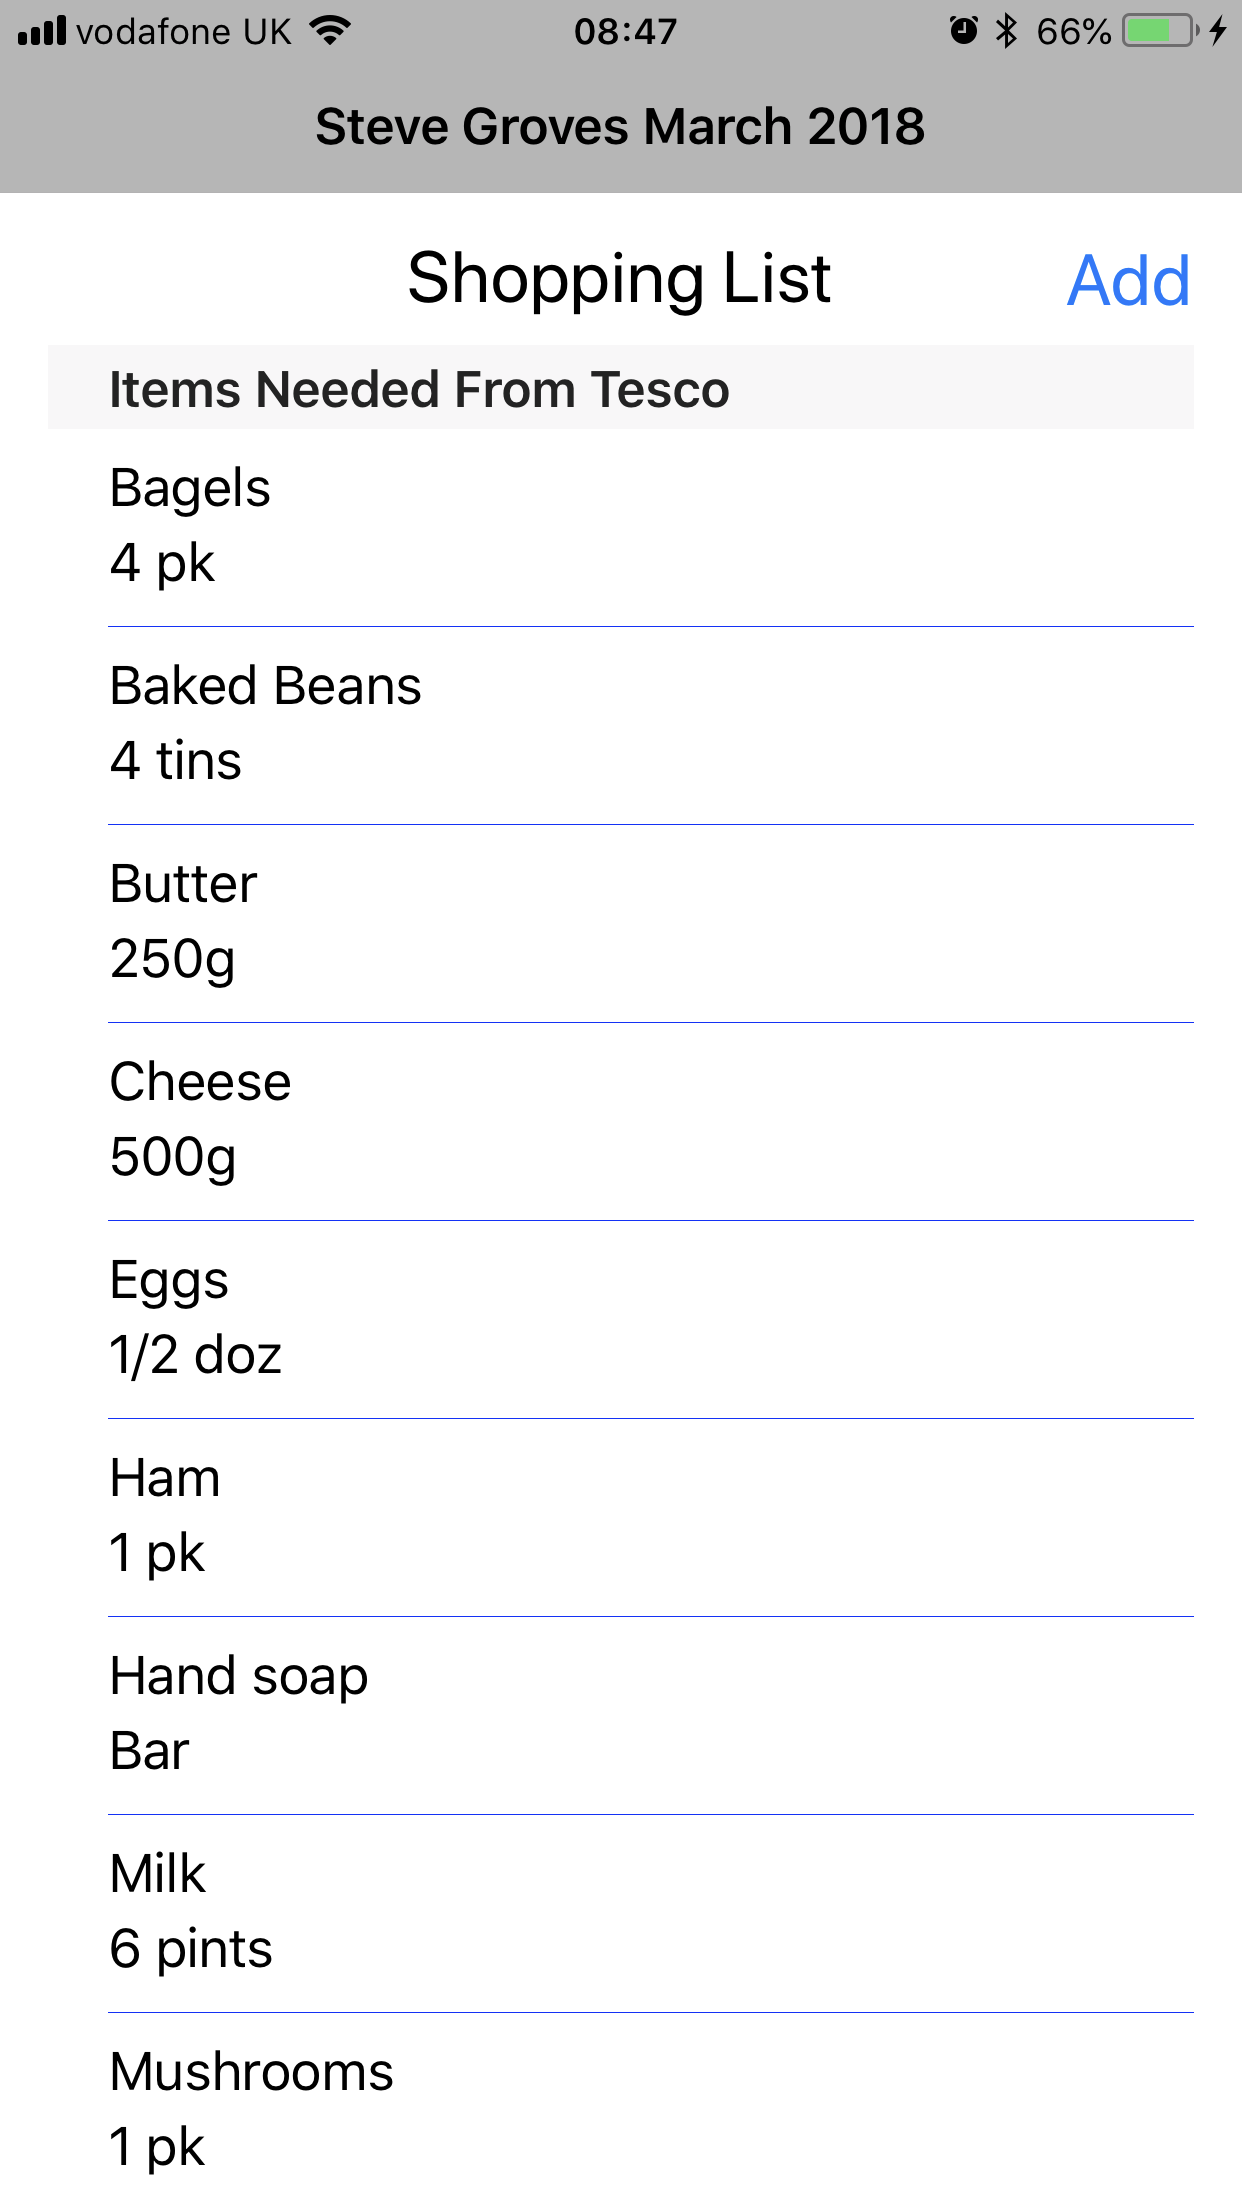 vodafone UK 08:47 66%
Steve Groves March 2018
Shopping List Add
Items Needed From Tesco
Bagels
4 pk
Baked Beans
4 tins
Butter
250g
Cheese
500g
Eggs
1/2 doz
Ham
1 pk
Hand soap
Bar
Milk
6 pints
Mushrooms
1 pk